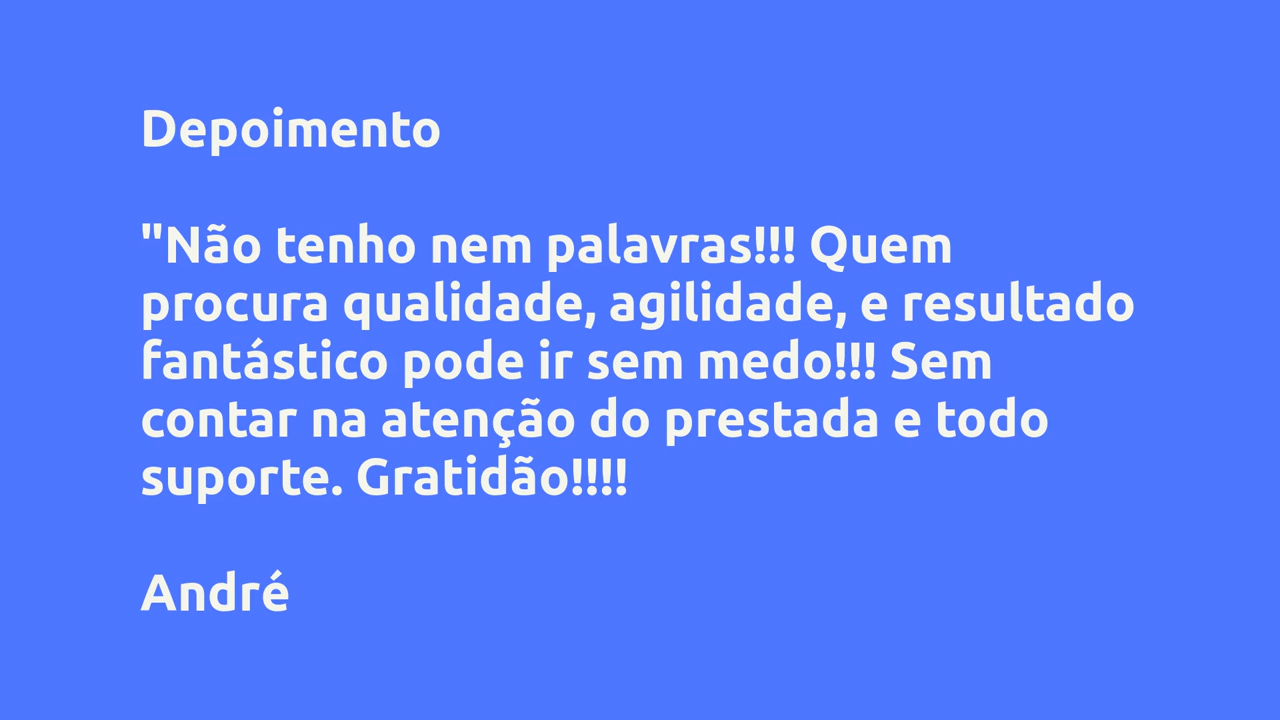 Depoimento
"Não tenho nem palavras!!! Quem
procura qualidade, agilidade, e resultado
fantástico pode ir sem medo!!! Sem
contar na atenção do prestada e todo
suporte. Gratidão!!!!
André